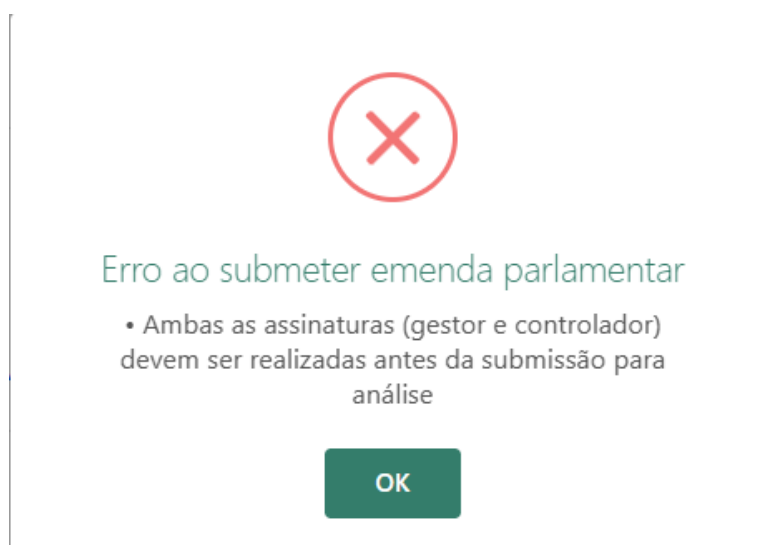 Erro ao submeter emenda parlamentar
• Ambas as assinaturas (gestor e controlador)
devem ser realizadas antes da submissão para
análise
OK